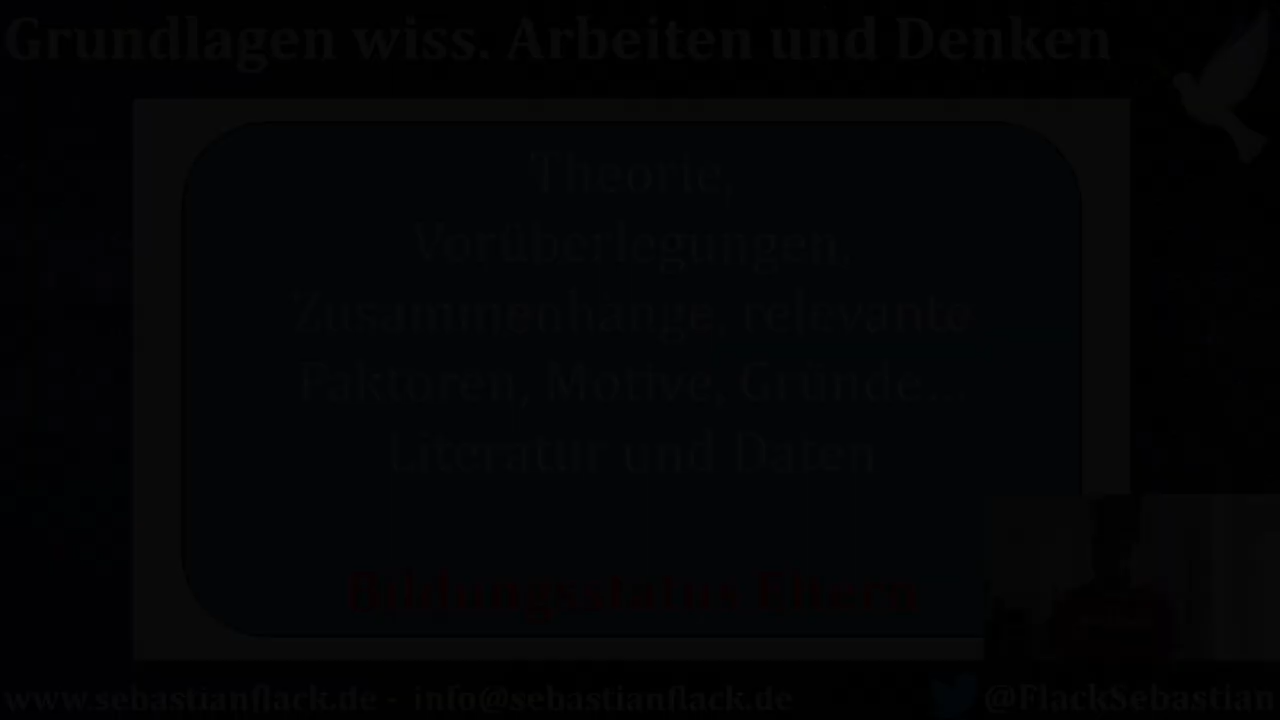 Grundlagen wiss. Arbeiten und Denken
Theorie,
Vorüberlegungen,
Zusammenhänge, relevante
Faktoren, Motive, Gründe...
Literatur und Daten
Bildungsstatus Eltern
www.sebastianflack.de - info@sebastianflack.de
@FlackSebastian